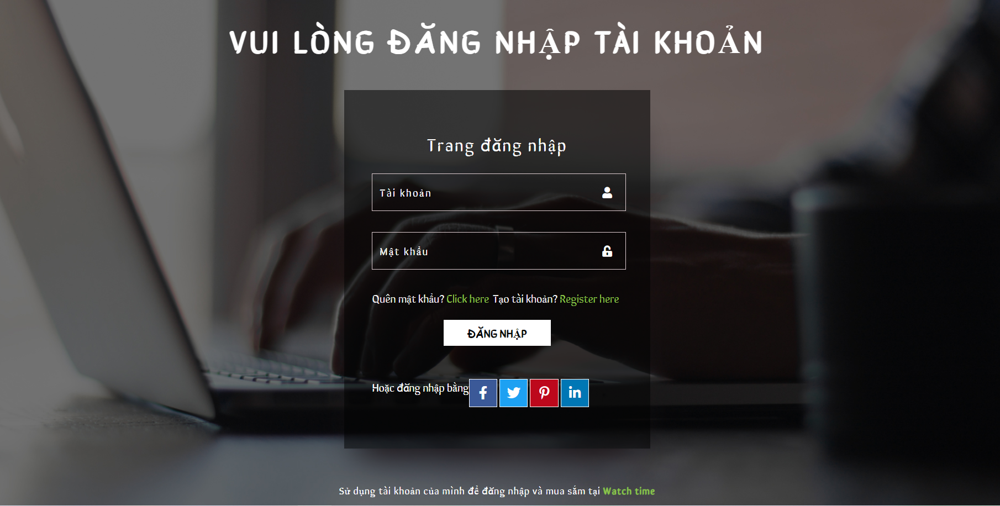 VUI LÒNG ĐĂNG NHẬP TÀI KHOẢN
Trang đăng nhập
Tài khoản
Mật khẩu
Quên mật khẩu? Click here Tạo tài khoản? Register here
ĐĂNG NHẬP
Hoặc đăng nhập bằng
Sử dụng tài khoản của mình để đăng nhập và mua sắm tại Watch time